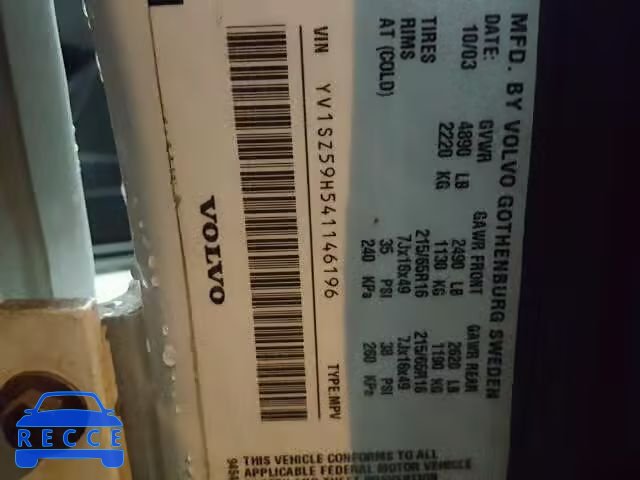 MFD. BY VOLVO GOTHENBURG SWEDEN
DATE: 10/03
GVWR 4890 LB 2220 KG
GAWR FRONT 2490 LB 1130 KG
GAWR REAR 2620 LB 1190 KG
TIRES 215/65R16 215/65R16
RIMS 7Jx16x49 7Jx16x49
AT (COLD) 35 PSI 240 KPa 38 PSI 260 KPa
VIN YV1SZ59H541146196 TYPE:MPV
VOLVO
THIS VEHICLE CONFORMS TO ALL
APPLICABLE FEDERAL MOTOR VEHICLE
RECCE